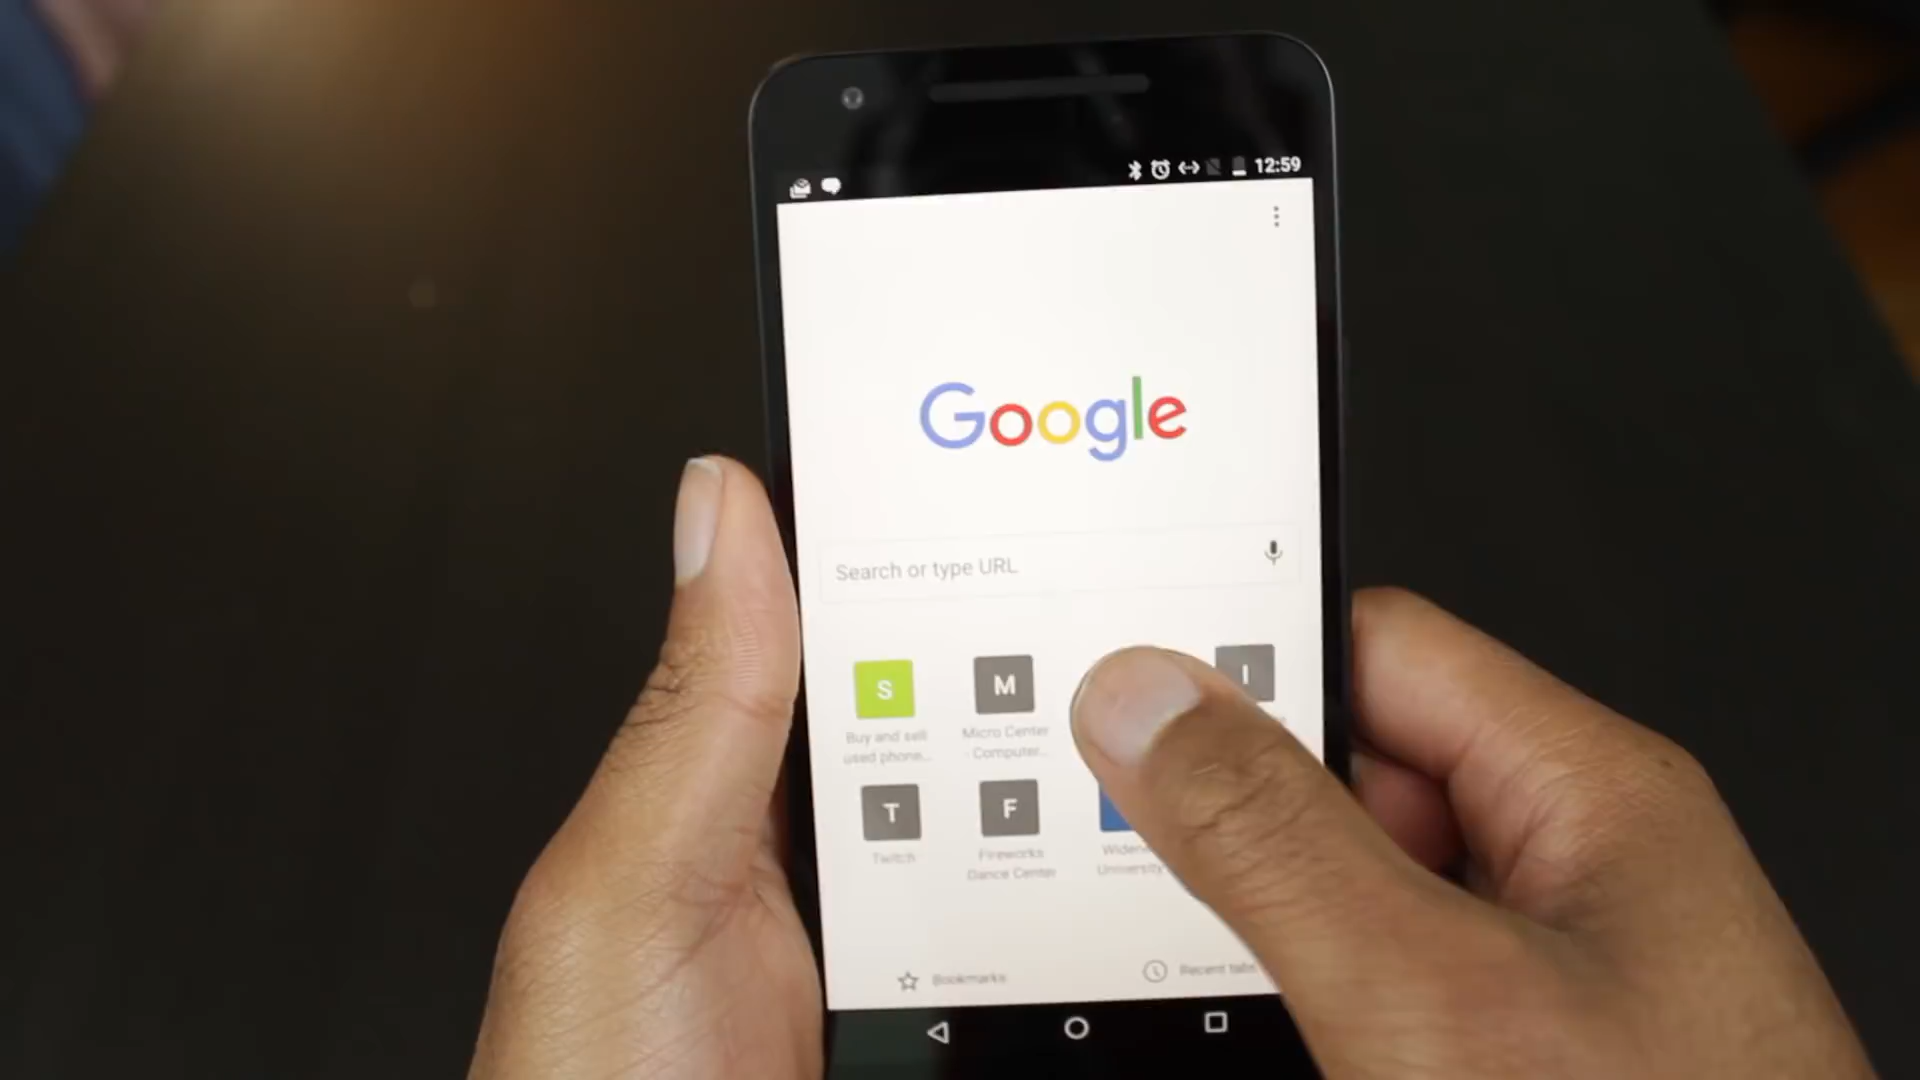 12:59
Google
Search or type URL
S
M
I
Buy and sell
used phone...
Micro Center
- Computer...
T
F
Twitch
Fireworks
Dance Center
University
Bookmarks
Recent tabs